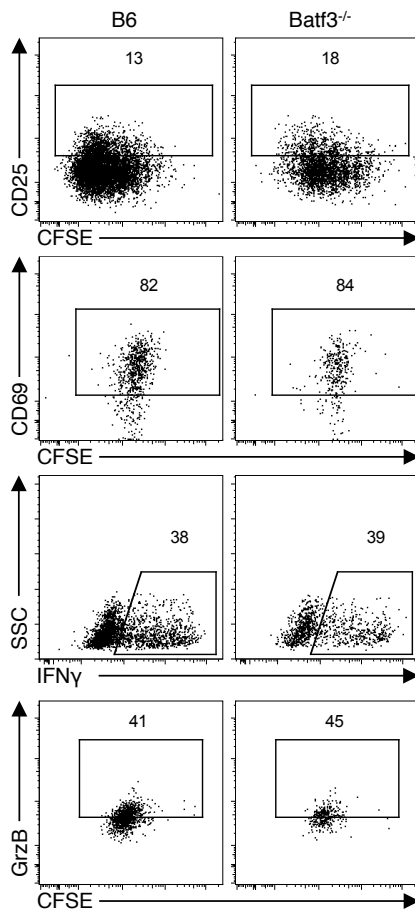 B6 Batf3-/-
13 18
CD25
CFSE
82 84
CD69
CFSE
38 39
SSC
IFNγ
41 45
GrzB
CFSE